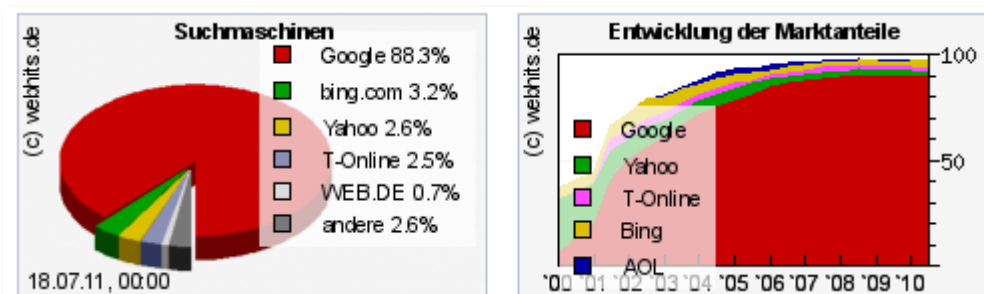 Suchmaschinen
(c) webhits.de
Google 88.3%
bing.com 3.2%
Yahoo 2.6%
T-Online 2.5%
WEB.DE 0.7%
andere 2.6%
18.07.11, 00:00
Entwicklung der Marktanteile
(c) webhits.de
100
50
Google
Yahoo
T-Online
Bing
AOL
'00 '01 '02 '03 '04 '05 '06 '07 '08 '09 '10